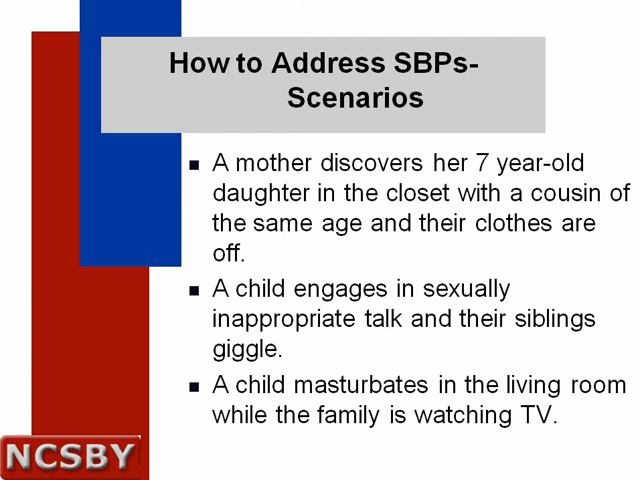 How to Address SBPs-
Scenarios
A mother discovers her 7 year-old
daughter in the closet with a cousin of
the same age and their clothes are
off.
A child engages in sexually
inappropriate talk and their siblings
giggle.
A child masturbates in the living room
while the family is watching TV.
NCSBY